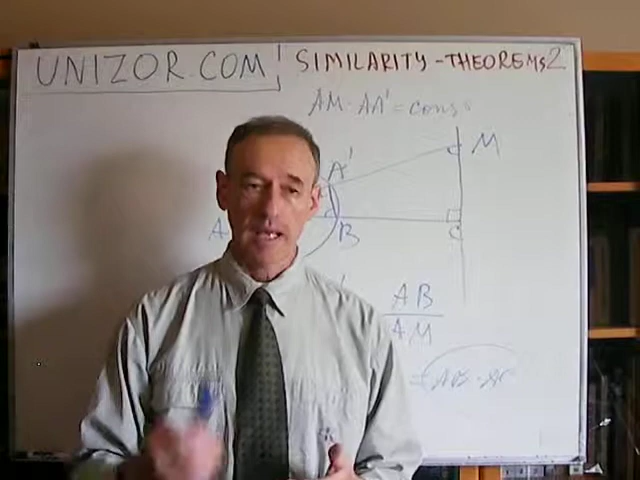 UNIZOR.COM SIMILARITY - THEOREMS 2
AM · AA' = const
A' M
A B C
AB
AM
= AB · AC